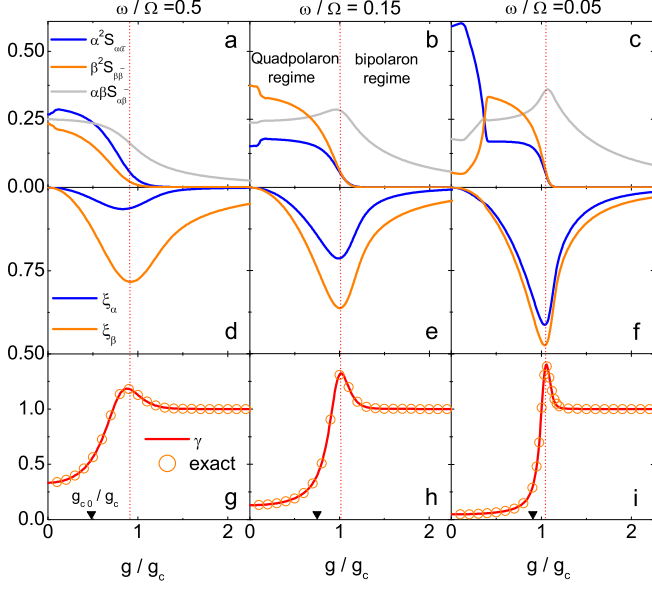 ω / Ω =0.5
ω / Ω = 0.15
ω / Ω =0.05
0.50
0.25
0.00
α²S_αᾱ
β²S_ββ̄
αβS_αβ̄
a
Quadpolaron
regime
bipolaron
regime
b
c
0.75
0.50
ξ_α
ξ_β
d
e
f
1.0
0.5
0.0
γ
exact
g_c0 / g_c
g
h
i
0 1 2
0 1 2
0 1 2
g / g_c
g / g_c
g / g_c